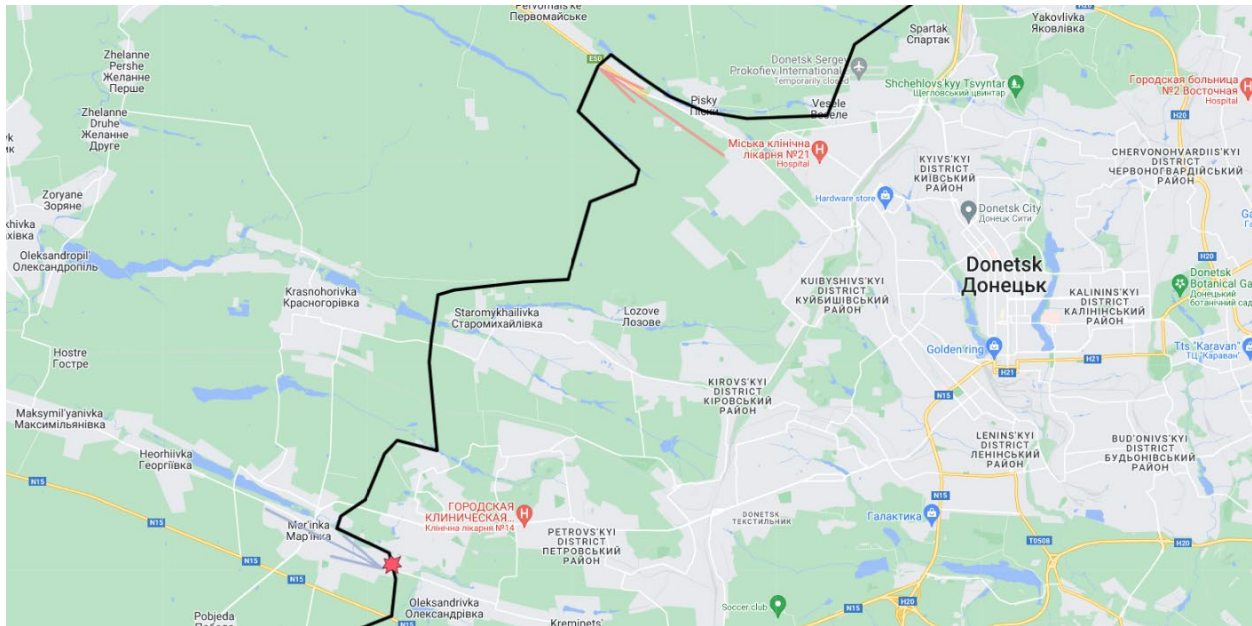 Pervomais'ke
Первомайське
E50
Spartak
Спартак
Yakovlivka
Яковлівка
H20
Zhelanne
Pershe
Желанне
Перше
Donetsk Sergey
Prokofiev International
Temporarily closed
Shchehlovs'kyy Tsvyntar
Щегловський цвинтар
Городская больница
№2 Восточная
Hospital
Pisky
Піски
Vesele
Веселе
H20
Zhelanne
Druhe
Желанне
Друге
Міська клінічна
лікарня №21
Hospital
KYIVS'KYI
DISTRICT
КИЇВСЬКИЙ
РАЙОН
CHERVONOHVARDIIS'KYI
DISTRICT
ЧЕРВОНОГВАРДІЙСЬКИЙ
РАЙОН
Zoryane
Зоряне
Hardware store
Donetsk City
Донецк Сити
Oleksandropil'
Олександропіль
H20
Donetsk
Донецьк
Donetsk
Botanical Ga
Донецький
ботанічний сад
Krasnohorivka
Красногорівка
KUIBYSHIVS'KYI
DISTRICT
КУЙБИШІВСЬКИЙ
РАЙОН
KALININS'KYI
DISTRICT
КАЛІНІНСЬКИЙ
РАЙОН
Staromykhailivka
Старомихайлівка
Lozove
Лозове
Hostre
Гостре
Golden ring
H21
H21
Tts "Karavan"
ТЦ "Караван"
KIROVS'KYI
DISTRICT
КІРОВСЬКИЙ
РАЙОН
N15
Maksymil'yanivka
Максимільянівка
LENINS'KYI
DISTRICT
ЛЕНІНСЬКИЙ
РАЙОН
BUD'ONIVS'KYI
DISTRICT
БУДЬОНІВСЬКИЙ
РАЙОН
Heorhiivka
Георгіївка
N15
N15
ГОРОДСКАЯ
КЛИНИЧЕСКАЯ...
Клінічна лікарня №14
DONETSK
ТЕКСТИЛЬНИК
Галактика
Mar'inka
Мар'їнка
PETROVS'KYI
DISTRICT
ПЕТРОВСЬКИЙ
РАЙОН
T0508
H20
N15
N15
Oleksandrivka
Олександрівка
Soccer club
N15
H20
Pobjeda
Kreminets'